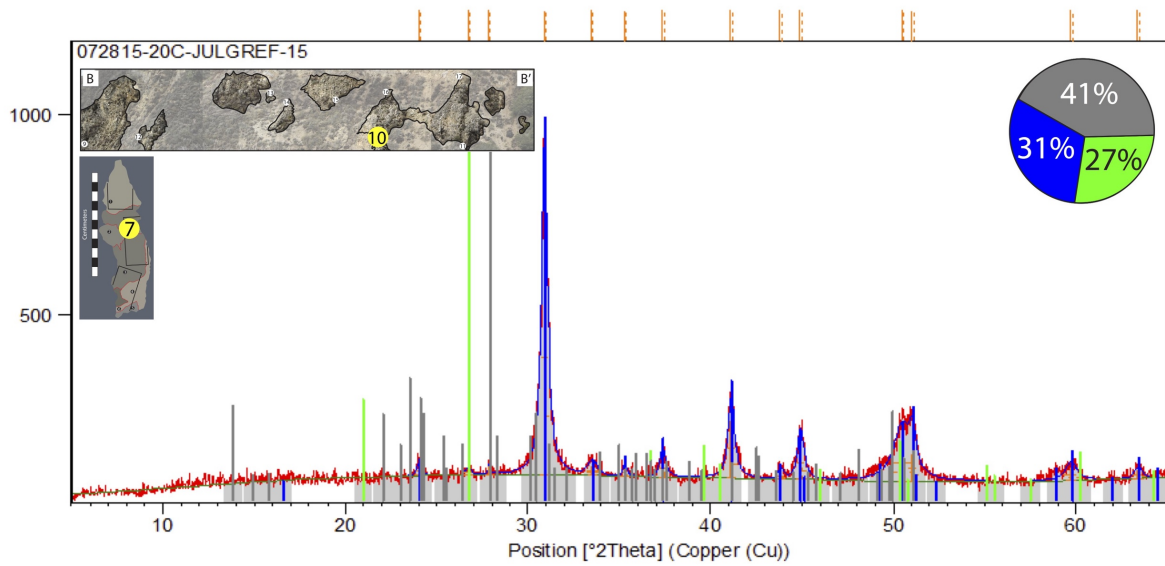 072815-20C-JULGREF-15
B B'
10
7
Centimeters
41%
31%
27%
1000
500
10 20 30 40 50 60
Position [°2Theta] (Copper (Cu))